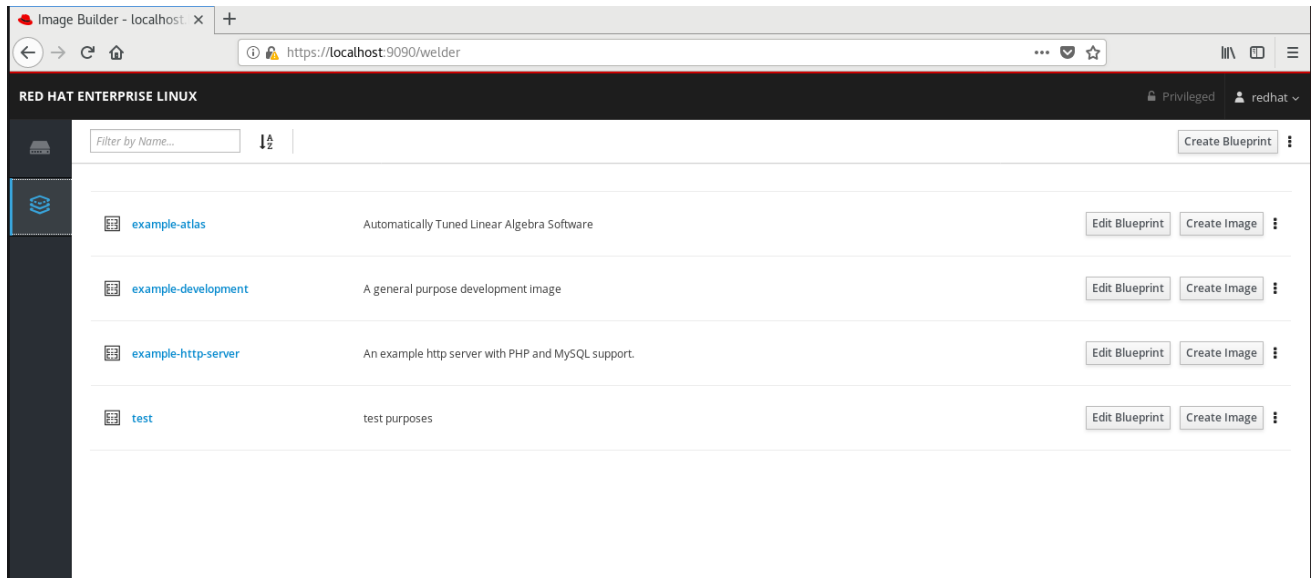 Image Builder - localhost.
https://localhost:9090/welder
RED HAT ENTERPRISE LINUX
Privileged
redhat
Filter by Name...
Create Blueprint
example-atlas Automatically Tuned Linear Algebra Software Edit Blueprint Create Image
example-development A general purpose development image Edit Blueprint Create Image
example-http-server An example http server with PHP and MySQL support. Edit Blueprint Create Image
test test purposes Edit Blueprint Create Image